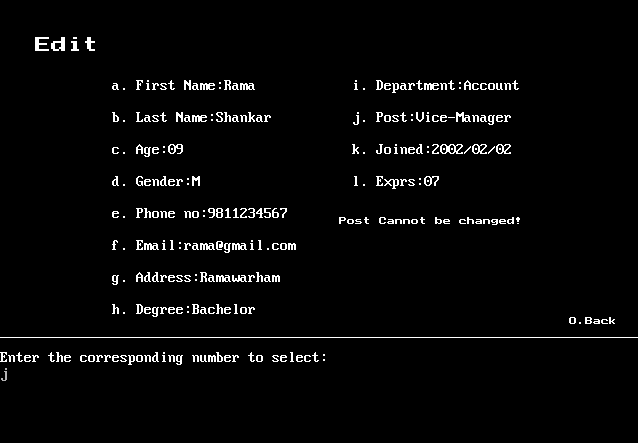 Edit
a. First Name:Rama
b. Last Name:Shankar
c. Age:09
d. Gender:M
e. Phone no:9811234567
f. Email:rama@gmail.com
g. Address:Ramawarham
h. Degree:Bachelor
i. Department:Account
j. Post:Vice-Manager
k. Joined:2002/02/02
l. Exprs:07
Post Cannot be changed!
0.Back
Enter the corresponding number to select:
j